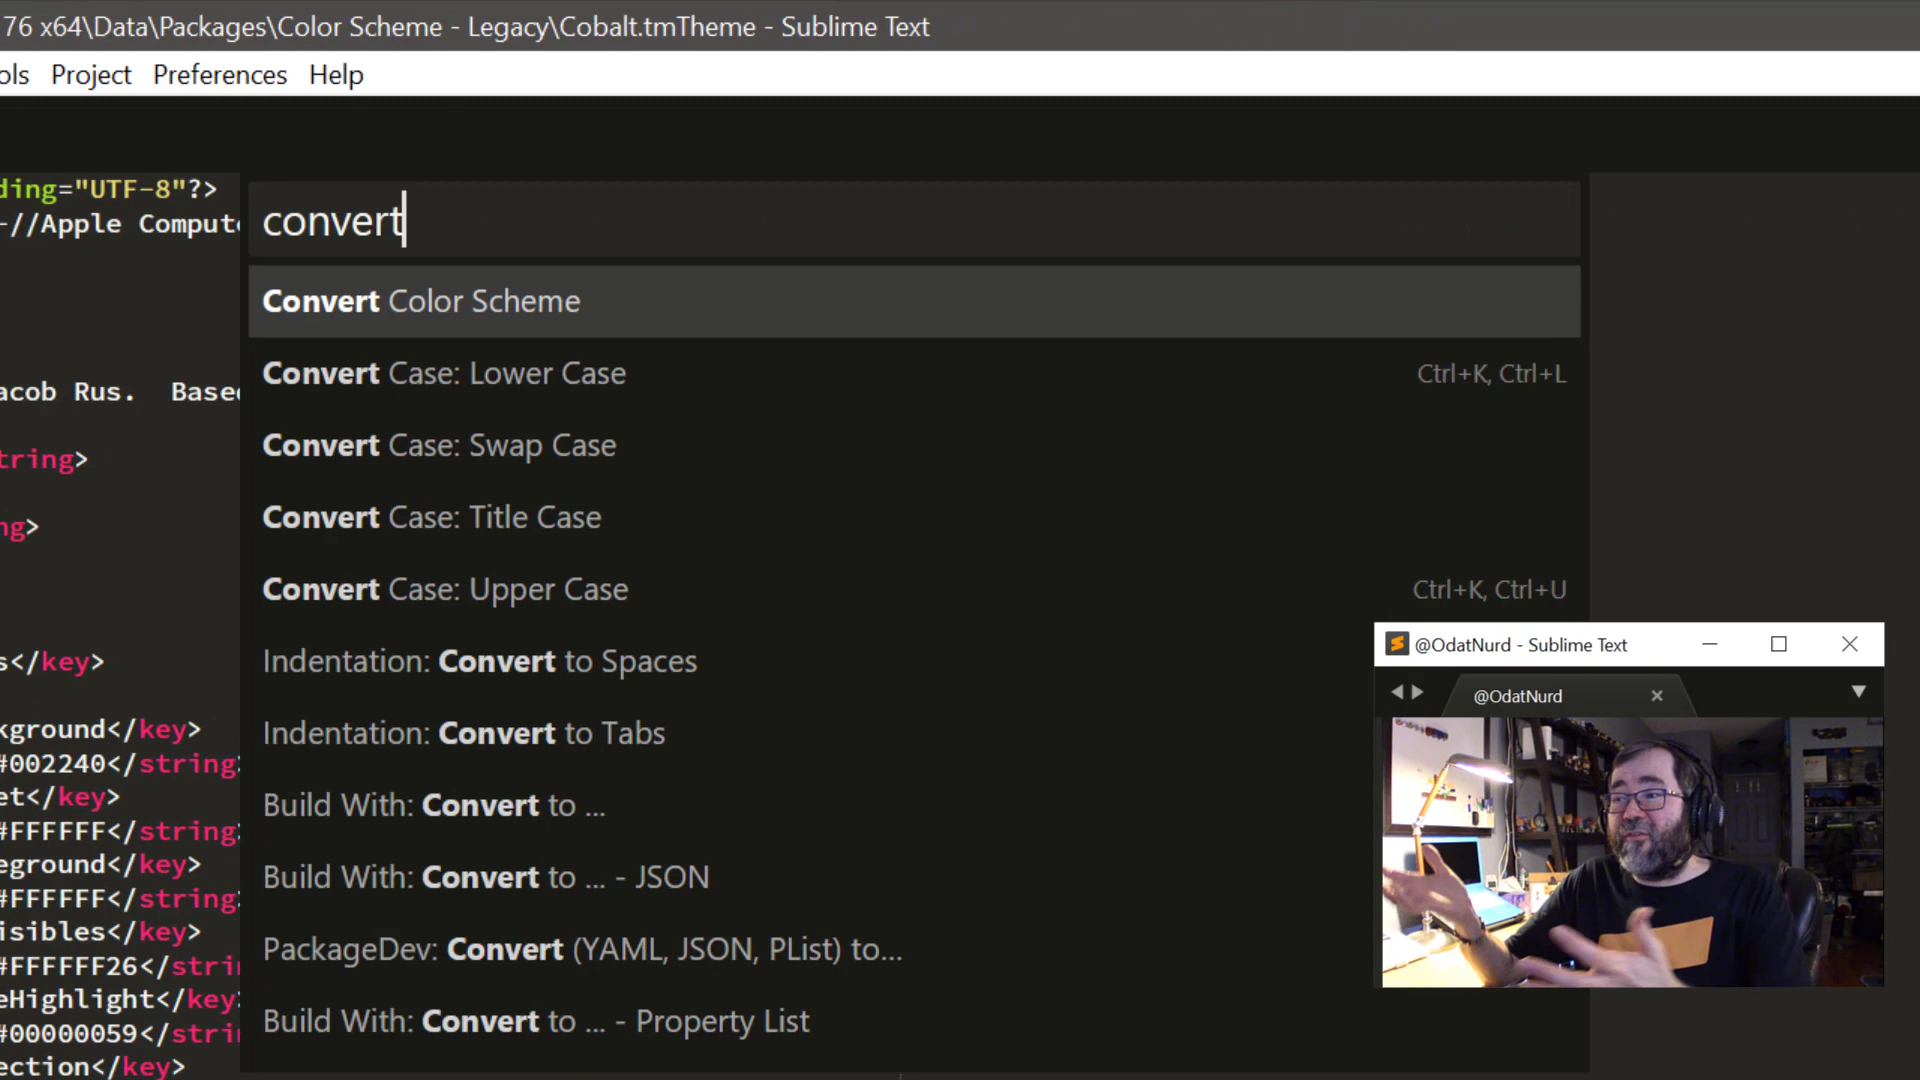 76 x64\Data\Packages\Color Scheme - Legacy\Cobalt.tmTheme - Sublime Text
ols Project Preferences Help
ding="UTF-8"?>
-//Apple Compute
acob Rus.  Based
tring>
ng>
s</key>
kground</key>
#002240</string>
et</key>
#FFFFFF</string>
eground</key>
#FFFFFF</string>
isibles</key>
#FFFFFF26</strin
eHighlight</key>
#00000059</strin
ection</key>
convert
Convert Color Scheme
Convert Case: Lower Case Ctrl+K, Ctrl+L
Convert Case: Swap Case
Convert Case: Title Case
Convert Case: Upper Case Ctrl+K, Ctrl+U
Indentation: Convert to Spaces
Indentation: Convert to Tabs
Build With: Convert to ...
Build With: Convert to ... - JSON
PackageDev: Convert (YAML, JSON, PList) to...
Build With: Convert to ... - Property List
@OdatNurd - Sublime Text
@OdatNurd